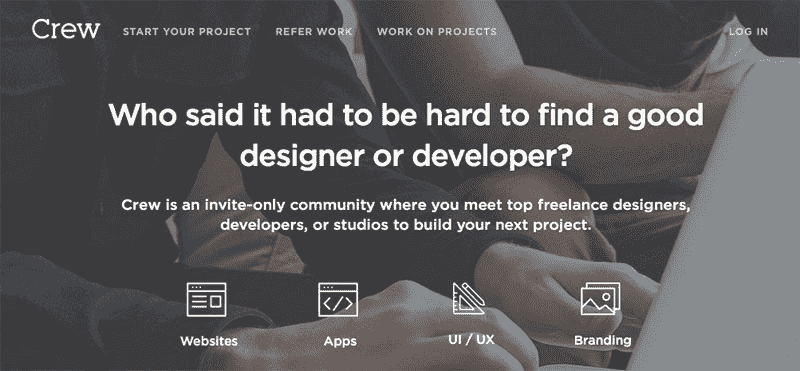 Crew
START YOUR PROJECT
REFER WORK
WORK ON PROJECTS
LOG IN
Who said it had to be hard to find a good
designer or developer?
Crew is an invite-only community where you meet top freelance designers,
developers, or studios to build your next project.
Websites
Apps
UI / UX
Branding